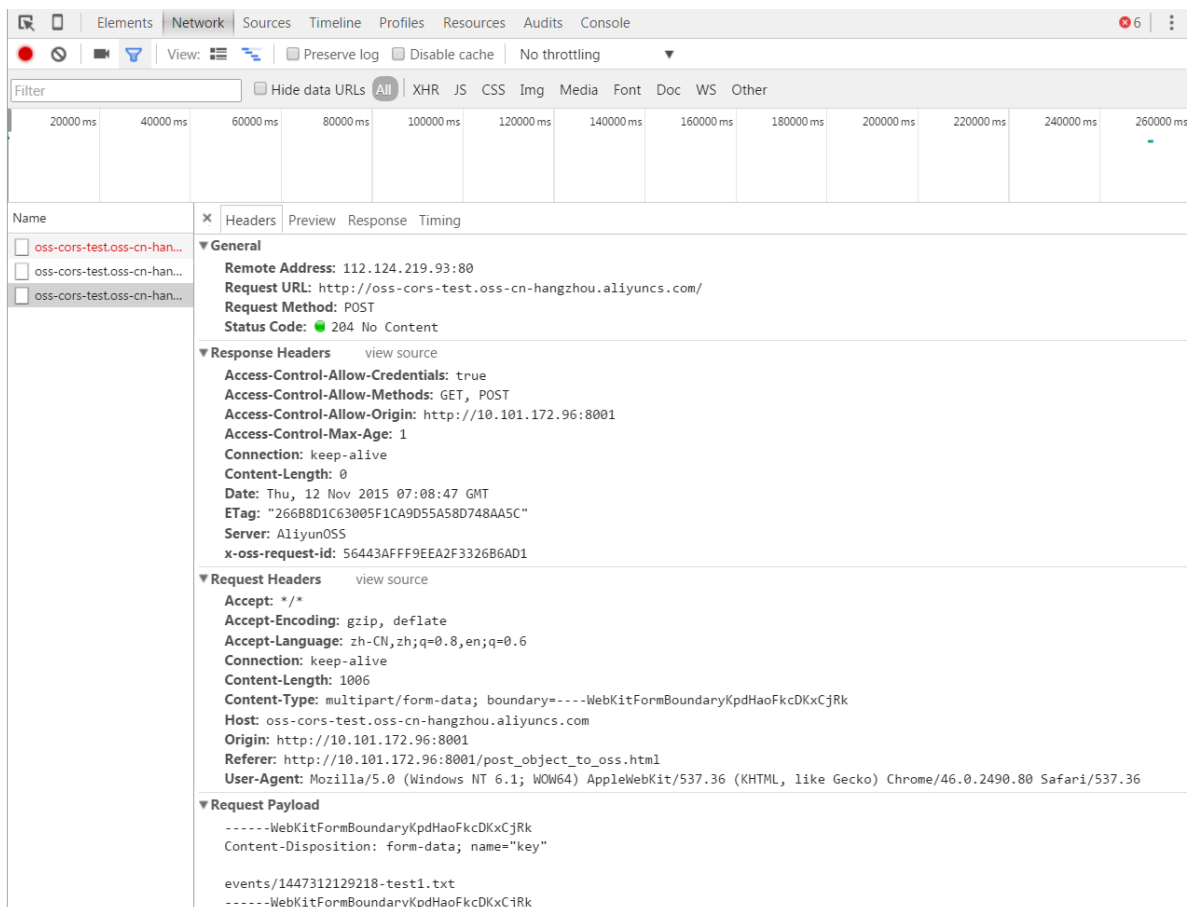 Elements Network Sources Timeline Profiles Resources Audits Console 6
View: Preserve log Disable cache No throttling
Filter Hide data URLs All XHR JS CSS Img Media Font Doc WS Other
20000 ms 40000 ms 60000 ms 80000 ms 100000 ms 120000 ms 140000 ms 160000 ms 180000 ms 200000 ms 220000 ms 240000 ms 260000 ms
Name
oss-cors-test.oss-cn-han...
oss-cors-test.oss-cn-han...
oss-cors-test.oss-cn-han...
× Headers Preview Response Timing
▼General
Remote Address: 112.124.219.93:80
Request URL: http://oss-cors-test.oss-cn-hangzhou.aliyuncs.com/
Request Method: POST
Status Code: 204 No Content
▼Response Headers view source
Access-Control-Allow-Credentials: true
Access-Control-Allow-Methods: GET, POST
Access-Control-Allow-Origin: http://10.101.172.96:8001
Access-Control-Max-Age: 1
Connection: keep-alive
Content-Length: 0
Date: Thu, 12 Nov 2015 07:08:47 GMT
ETag: "266B8D1C63005F1CA9D55A58D748AA5C"
Server: AliyunOSS
x-oss-request-id: 56443AFFF9EEA2F3326B6AD1
▼Request Headers view source
Accept: */*
Accept-Encoding: gzip, deflate
Accept-Language: zh-CN,zh;q=0.8,en;q=0.6
Connection: keep-alive
Content-Length: 1006
Content-Type: multipart/form-data; boundary=----WebKitFormBoundaryKpdHaoFkcDKxCjRk
Host: oss-cors-test.oss-cn-hangzhou.aliyuncs.com
Origin: http://10.101.172.96:8001
Referer: http://10.101.172.96:8001/post_object_to_oss.html
User-Agent: Mozilla/5.0 (Windows NT 6.1; WOW64) AppleWebKit/537.36 (KHTML, like Gecko) Chrome/46.0.2490.80 Safari/537.36
▼Request Payload
------WebKitFormBoundaryKpdHaoFkcDKxCjRk
Content-Disposition: form-data; name="key"
events/1447312129218-test1.txt
------WebKitFormBoundaryKpdHaoFkcDKxCjRk